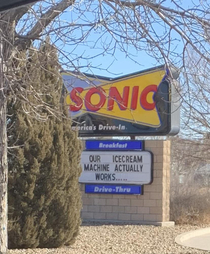 SONIC
America's Drive-In
Breakfast
OUR ICECREAM
MACHINE ACTUALLY
WORKS.....
Drive-Thru